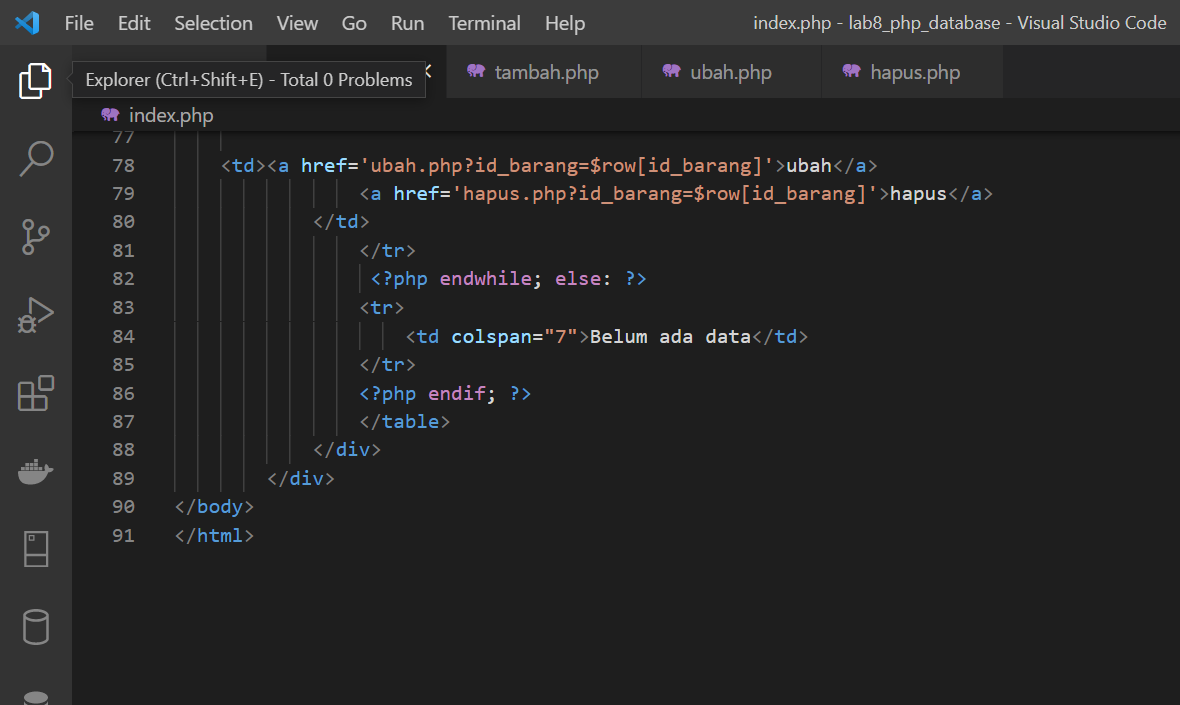 File Edit Selection View Go Run Terminal Help index.php - lab8_php_database - Visual Studio Code
Explorer (Ctrl+Shift+E) - Total 0 Problems tambah.php ubah.php hapus.php
index.php
77
78 <td><a href='ubah.php?id_barang=$row[id_barang]'>ubah</a>
79 <a href='hapus.php?id_barang=$row[id_barang]'>hapus</a>
80 </td>
81 </tr>
82 <?php endwhile; else: ?>
83 <tr>
84 <td colspan="7">Belum ada data</td>
85 </tr>
86 <?php endif; ?>
87 </table>
88 </div>
89 </div>
90 </body>
91 </html>